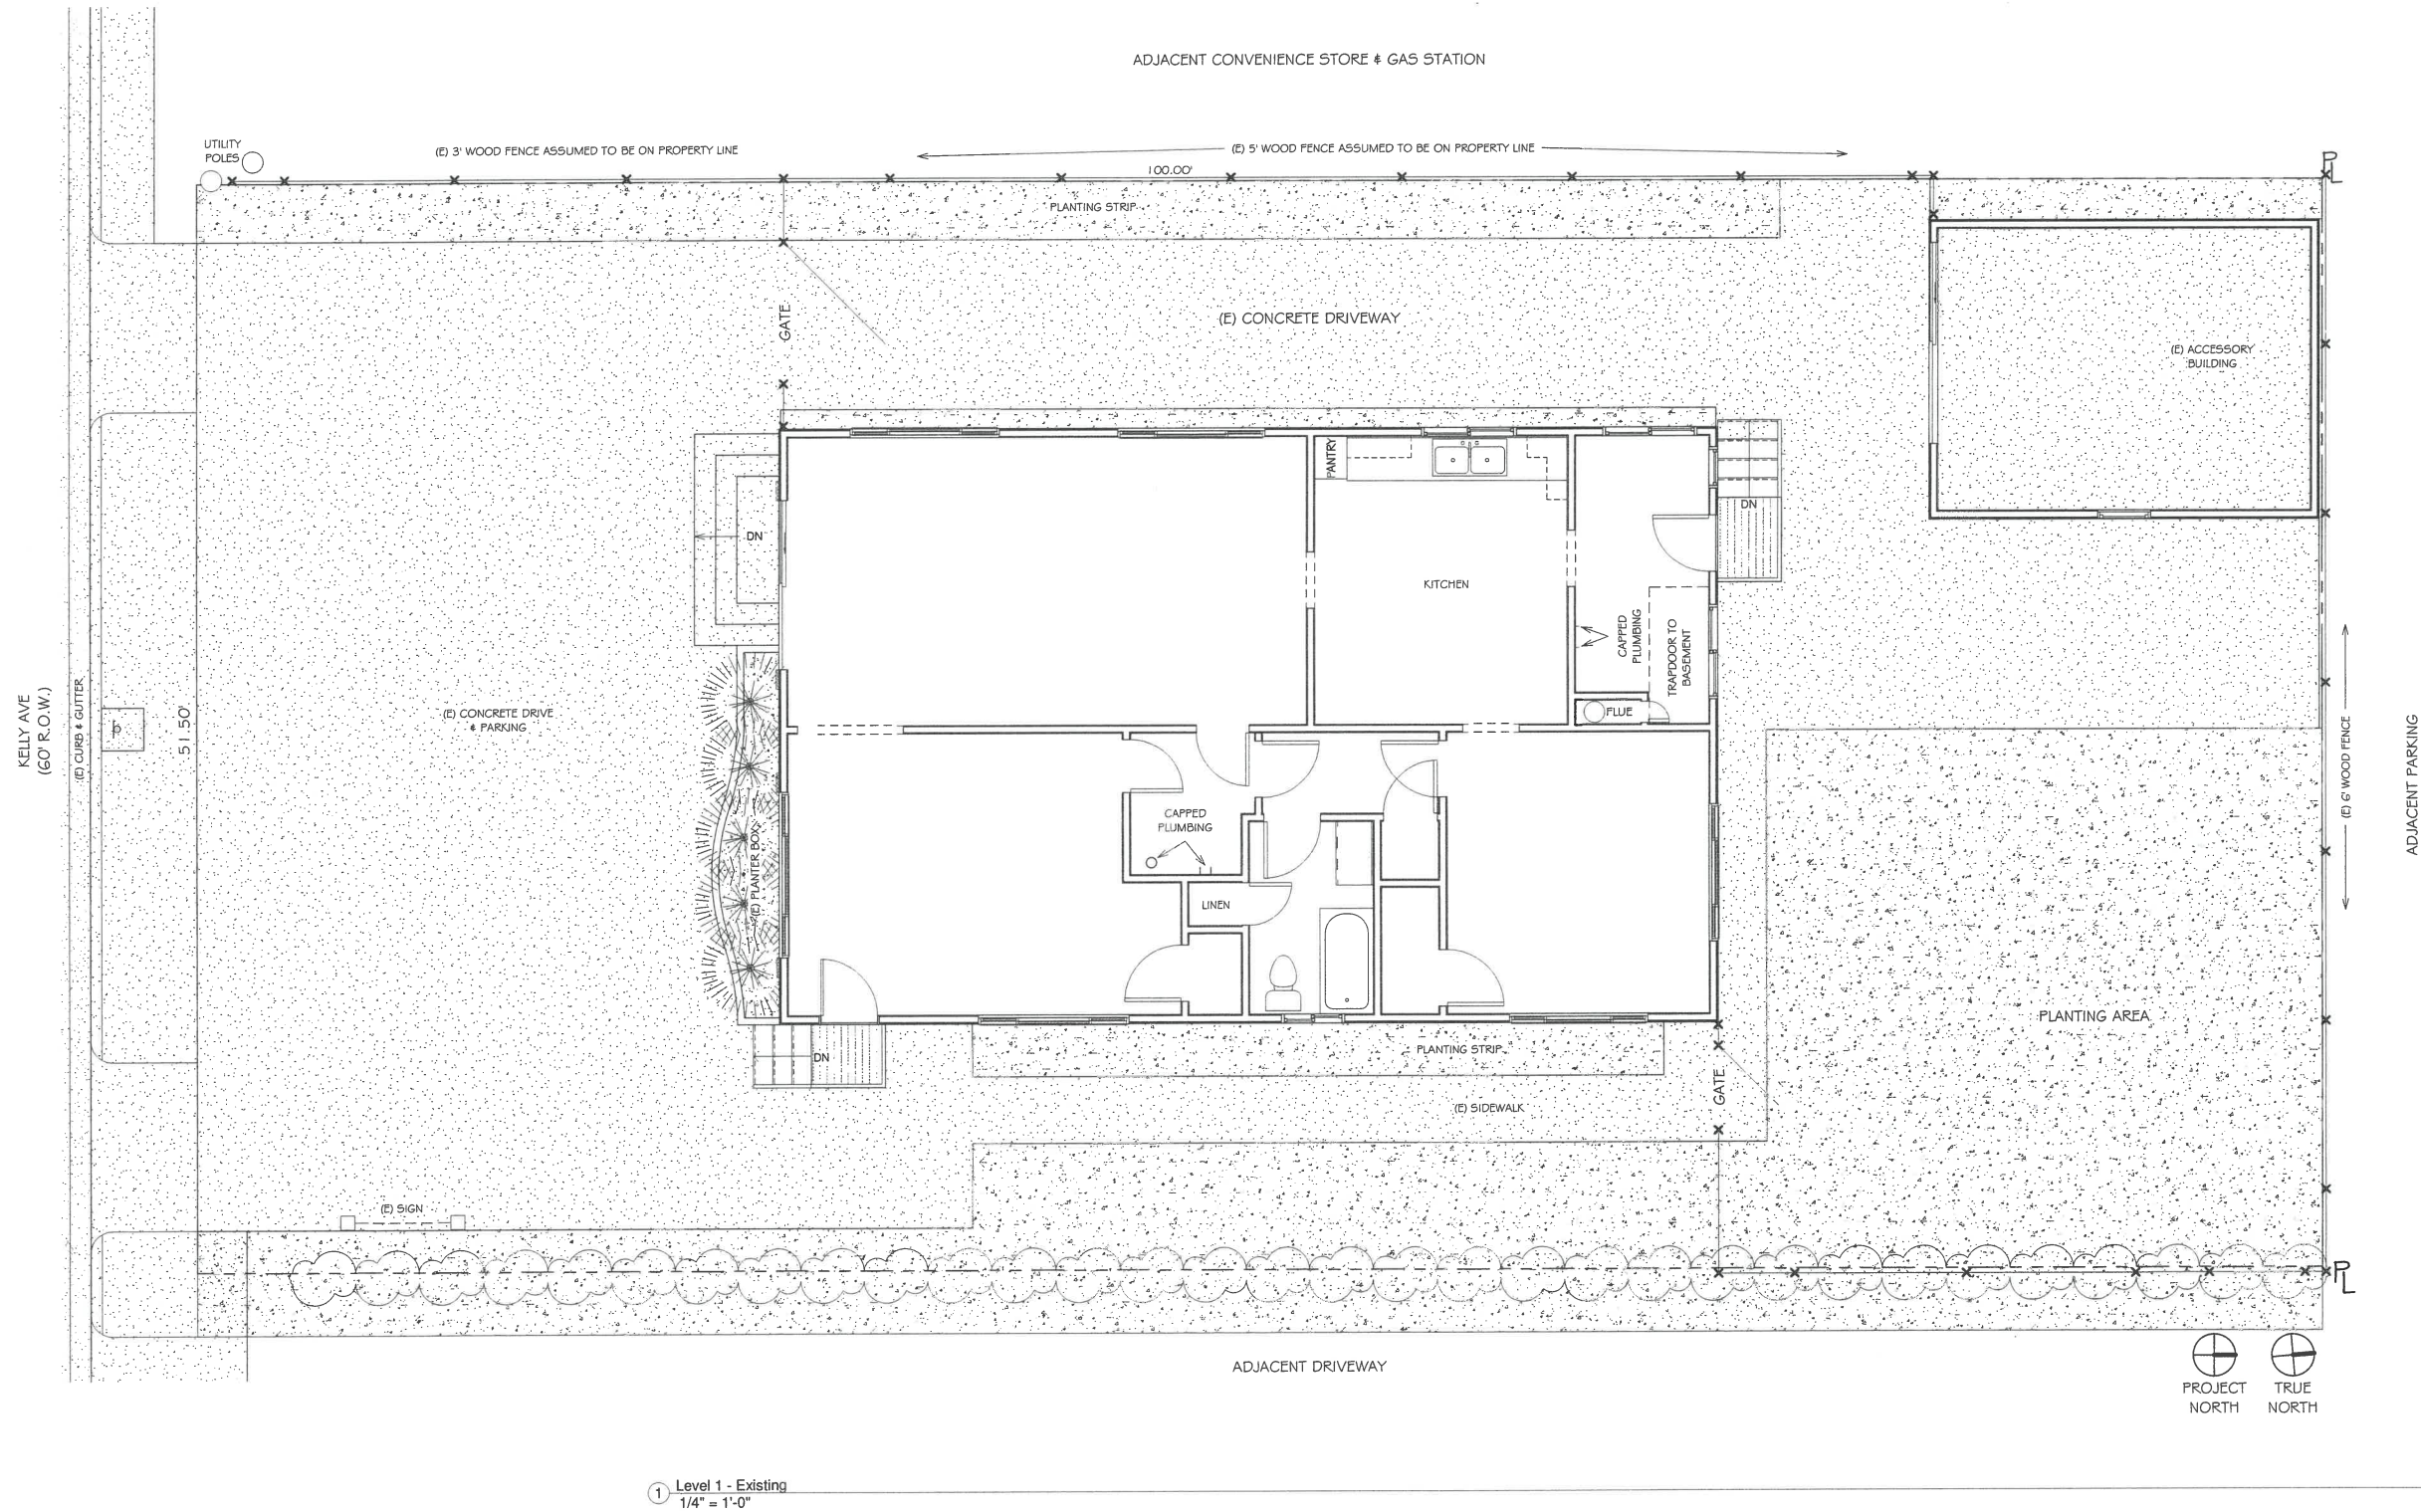 ADJACENT CONVENIENCE STORE & GAS STATION
UTILITY
POLES
(E) 3' WOOD FENCE ASSUMED TO BE ON PROPERTY LINE
(E) 5' WOOD FENCE ASSUMED TO BE ON PROPERTY LINE
100.00'
PL
PLANTING STRIP
GATE
(E) CONCRETE DRIVEWAY
(E) ACCESSORY
BUILDING
PANTRY
DN
DN
KITCHEN
CAPPED
PLUMBING
TRAPDOOR TO
BASEMENT
FLUE
KELLY AVE
(60' R.O.W.)
(E) CURB & GUTTER
51.50'
(E) CONCRETE DRIVE
& PARKING
(E) PLANTER BOX
CAPPED
PLUMBING
LINEN
(E) 6' WOOD FENCE
ADJACENT PARKING
PLANTING AREA
DN
PLANTING STRIP
GATE
(E) SIDEWALK
(E) SIGN
PL
ADJACENT DRIVEWAY
PROJECT
NORTH
TRUE
NORTH
1
Level 1 - Existing
1/4" = 1'-0"